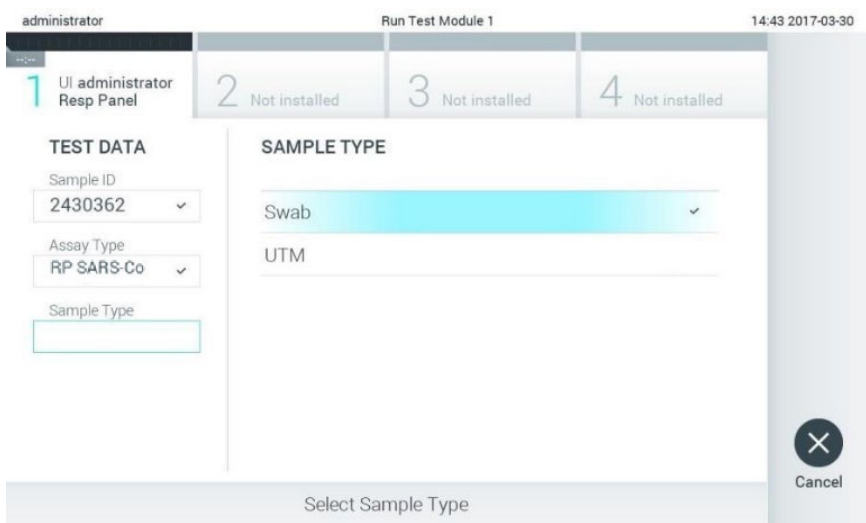 administrator
Run Test Module 1
14:43 2017-03-30
--:--
1
UI administrator
Resp Panel
2 Not installed
3 Not installed
4 Not installed
TEST DATA
Sample ID
2430362
Assay Type
RP SARS-Co
Sample Type
SAMPLE TYPE
Swab
UTM
Cancel
Select Sample Type